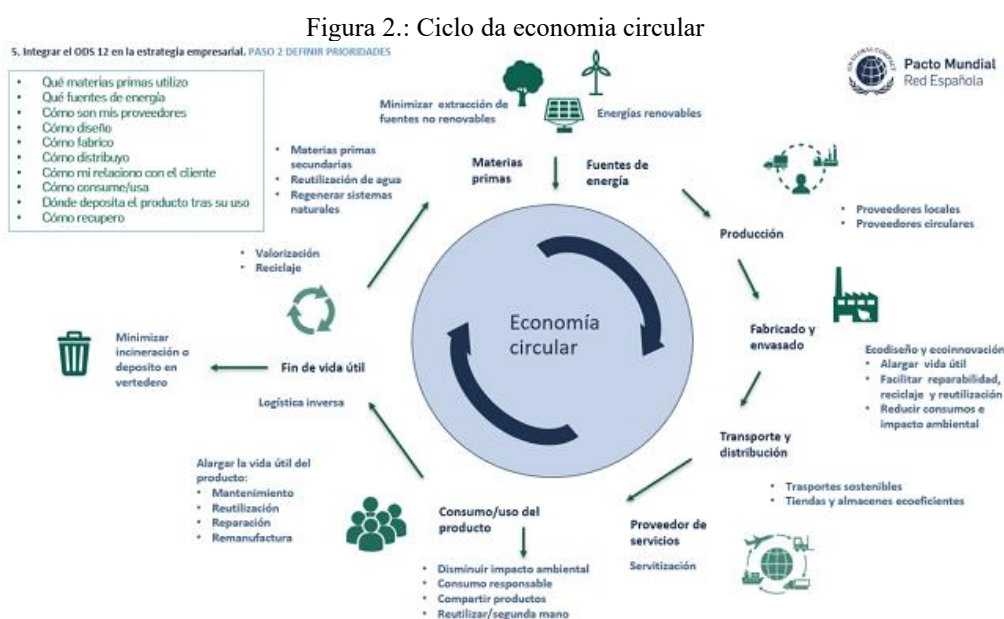 Figura 2.: Ciclo da economia circular
5. Integrar el ODS 12 en la estrategia empresarial. PASO 2 DEFINIR PRIORIDADES
• Qué materias primas utilizo
• Qué fuentes de energía
• Cómo son mis proveedores
• Cómo diseño
• Cómo fabrico
• Cómo distribuyo
• Cómo mi relaciono con el cliente
• Cómo consume/usa
• Dónde deposita el producto tras su uso
• Cómo recupero
Pacto Mundial
Red Española
Minimizar extracción de
fuentes no renovables
Energías renovables
Materias
primas
Fuentes de
energía
• Materias primas
secundarias
• Reutilización de agua
• Regenerar sistemas
naturales
Producción
• Proveedores locales
• Proveedores circulares
• Valorización
• Reciclaje
Economía
circular
Fabricado y
envasado
Ecodiseño y ecoinnovación
• Alargar vida útil
• Facilitar reparabilidad,
reciclaje y reutilización
• Reducir consumos e
impacto ambiental
Minimizar
incineración o
deposito en
vertedero
Fin de vida útil
Logística inversa
Transporte y
distribución
• Trasportes sostenibles
• Tiendas y almacenes ecoeficientes
Alargar la vida útil del
producto:
• Mantenimiento
• Reutilización
• Reparación
• Remanufactura
Consumo/uso del
producto
Proveedor de
servicios
Servitización
• Disminuir impacto ambiental
• Consumo responsable
• Compartir productos
• Reutilizar/segunda mano